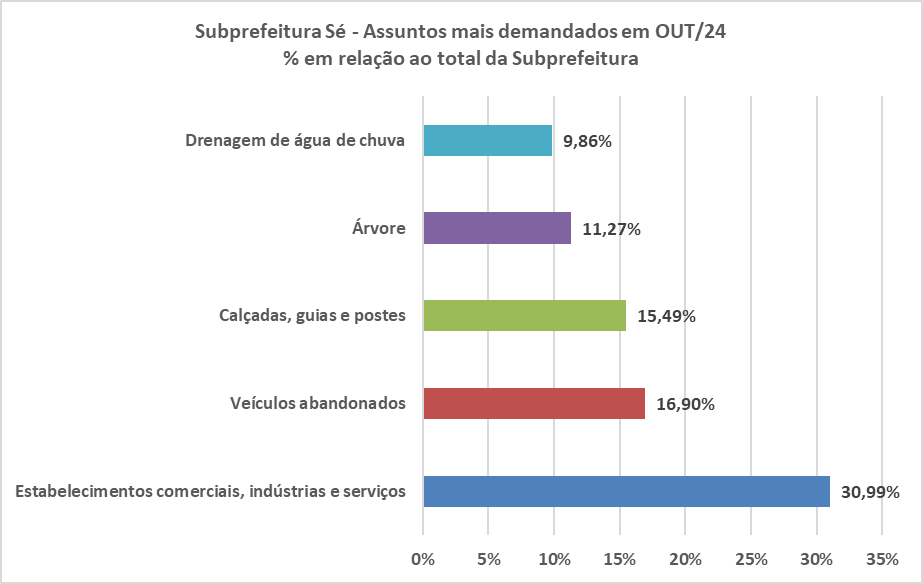 Subprefeitura Sé - Assuntos mais demandados em OUT/24
% em relação ao total da Subprefeitura
Drenagem de água de chuva 9,86%
Árvore 11,27%
Calçadas, guias e postes 15,49%
Veículos abandonados 16,90%
Estabelecimentos comerciais, indústrias e serviços 30,99%
0% 5% 10% 15% 20% 25% 30% 35%